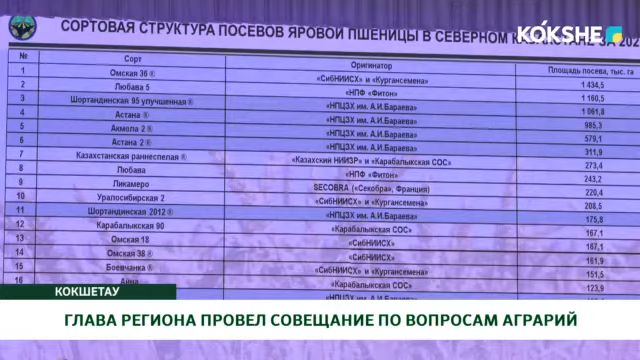 KÓKSHE
СОРТОВАЯ СТРУКТУРА ПОСЕВОВ ЯРОВОЙ ПШЕНИЦЫ В СЕВЕРНОМ КАЗАХСТАНЕ ЗА 202
№ Сорт Оригинатор Площадь посева, тыс. га
1 Омская 36 ® «СибНИИСХ» и «Кургансемена» 1 434,5
2 Любава 5 «НПФ «Фитон» 1 160,5
3 Шортандинская 95 улучшенная ® «НПЦЗХ им. А.И.Бараева» 1 061,8
4 Астана ® «НПЦЗХ им. А.И.Бараева» 985,3
5 Акмола 2 ® «НПЦЗХ им. А.И.Бараева» 579,1
6 Астана 2 ® «НПЦЗХ им. А.И.Бараева» 311,9
7 Казахстанская раннеспелая ® «Казахский НИИЗР» и «Карабалыкская СОС» 273,4
8 Любава «НПФ «Фитон» 243,2
9 Ликамеро SECOBRA («Секобра», Франция) 220,4
10 Уралосибирская 2 «СибНИИСХ» и «Кургансемена» 208,5
11 Шортандинская 2012 ® «НПЦЗХ им. А.И.Бараева» 175,8
12 Карабалыкская 90 «Карабалыкская СОС» 167,1
13 Омская 18 «СибНИИСХ» 167,1
14 Омская 38 ® «СибНИИСХ» 161,9
15 Боевчанка ® «СибНИИСХ» и «Кургансемена» 151,5
16 Айна «Карабалыкская СОС» 123,9
«НПЦЗХ им. А.И.Бараева»
КОКШЕТАУ
ГЛАВА РЕГИОНА ПРОВЕЛ СОВЕЩАНИЕ ПО ВОПРОСАМ АГРАРИЙ